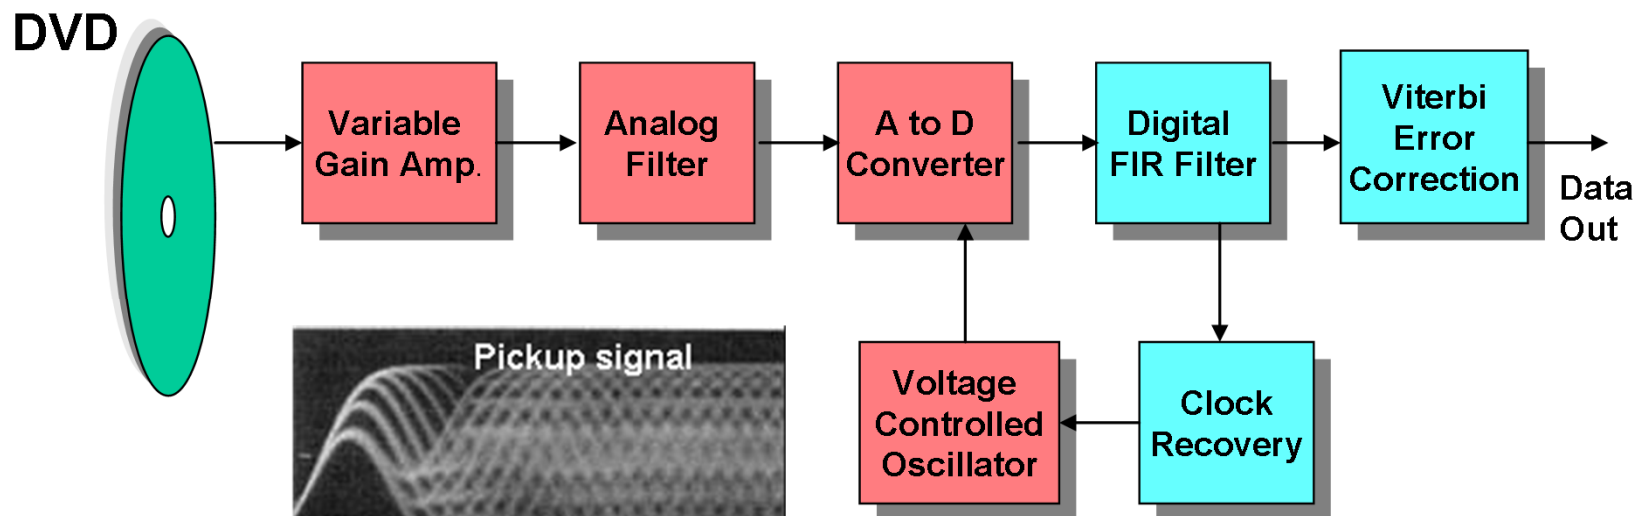 DVD
Variable
Gain Amp.
Analog
Filter
A to D
Converter
Digital
FIR Filter
Viterbi
Error
Correction
Data
Out
Pickup signal
Voltage
Controlled
Oscillator
Clock
Recovery